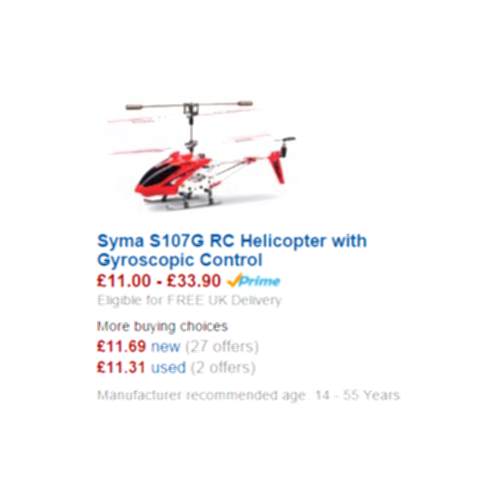 Syma S107G RC Helicopter with
Gyroscopic Control
£11.00 - £33.90 Prime
Eligible for FREE UK Delivery
More buying choices
£11.69 new (27 offers)
£11.31 used (2 offers)
Manufacturer recommended age: 14 - 55 Years